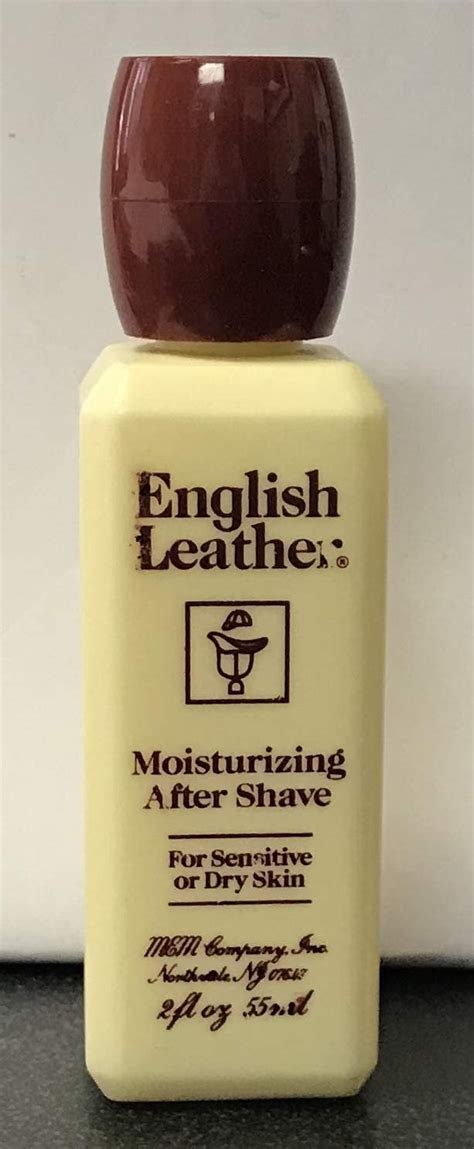 English
Leather®
Moisturizing
After Shave
For Sensitive
or Dry Skin
MEM Company, Inc.
Northvale NJ 07647
2 fl oz 55 ml